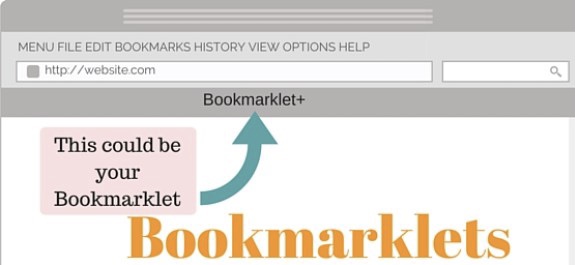 MENU FILE EDIT BOOKMARKS HISTORY VIEW OPTIONS HELP
http://website.com
Bookmarklet+
This could be
your
Bookmarklet
Bookmarklets